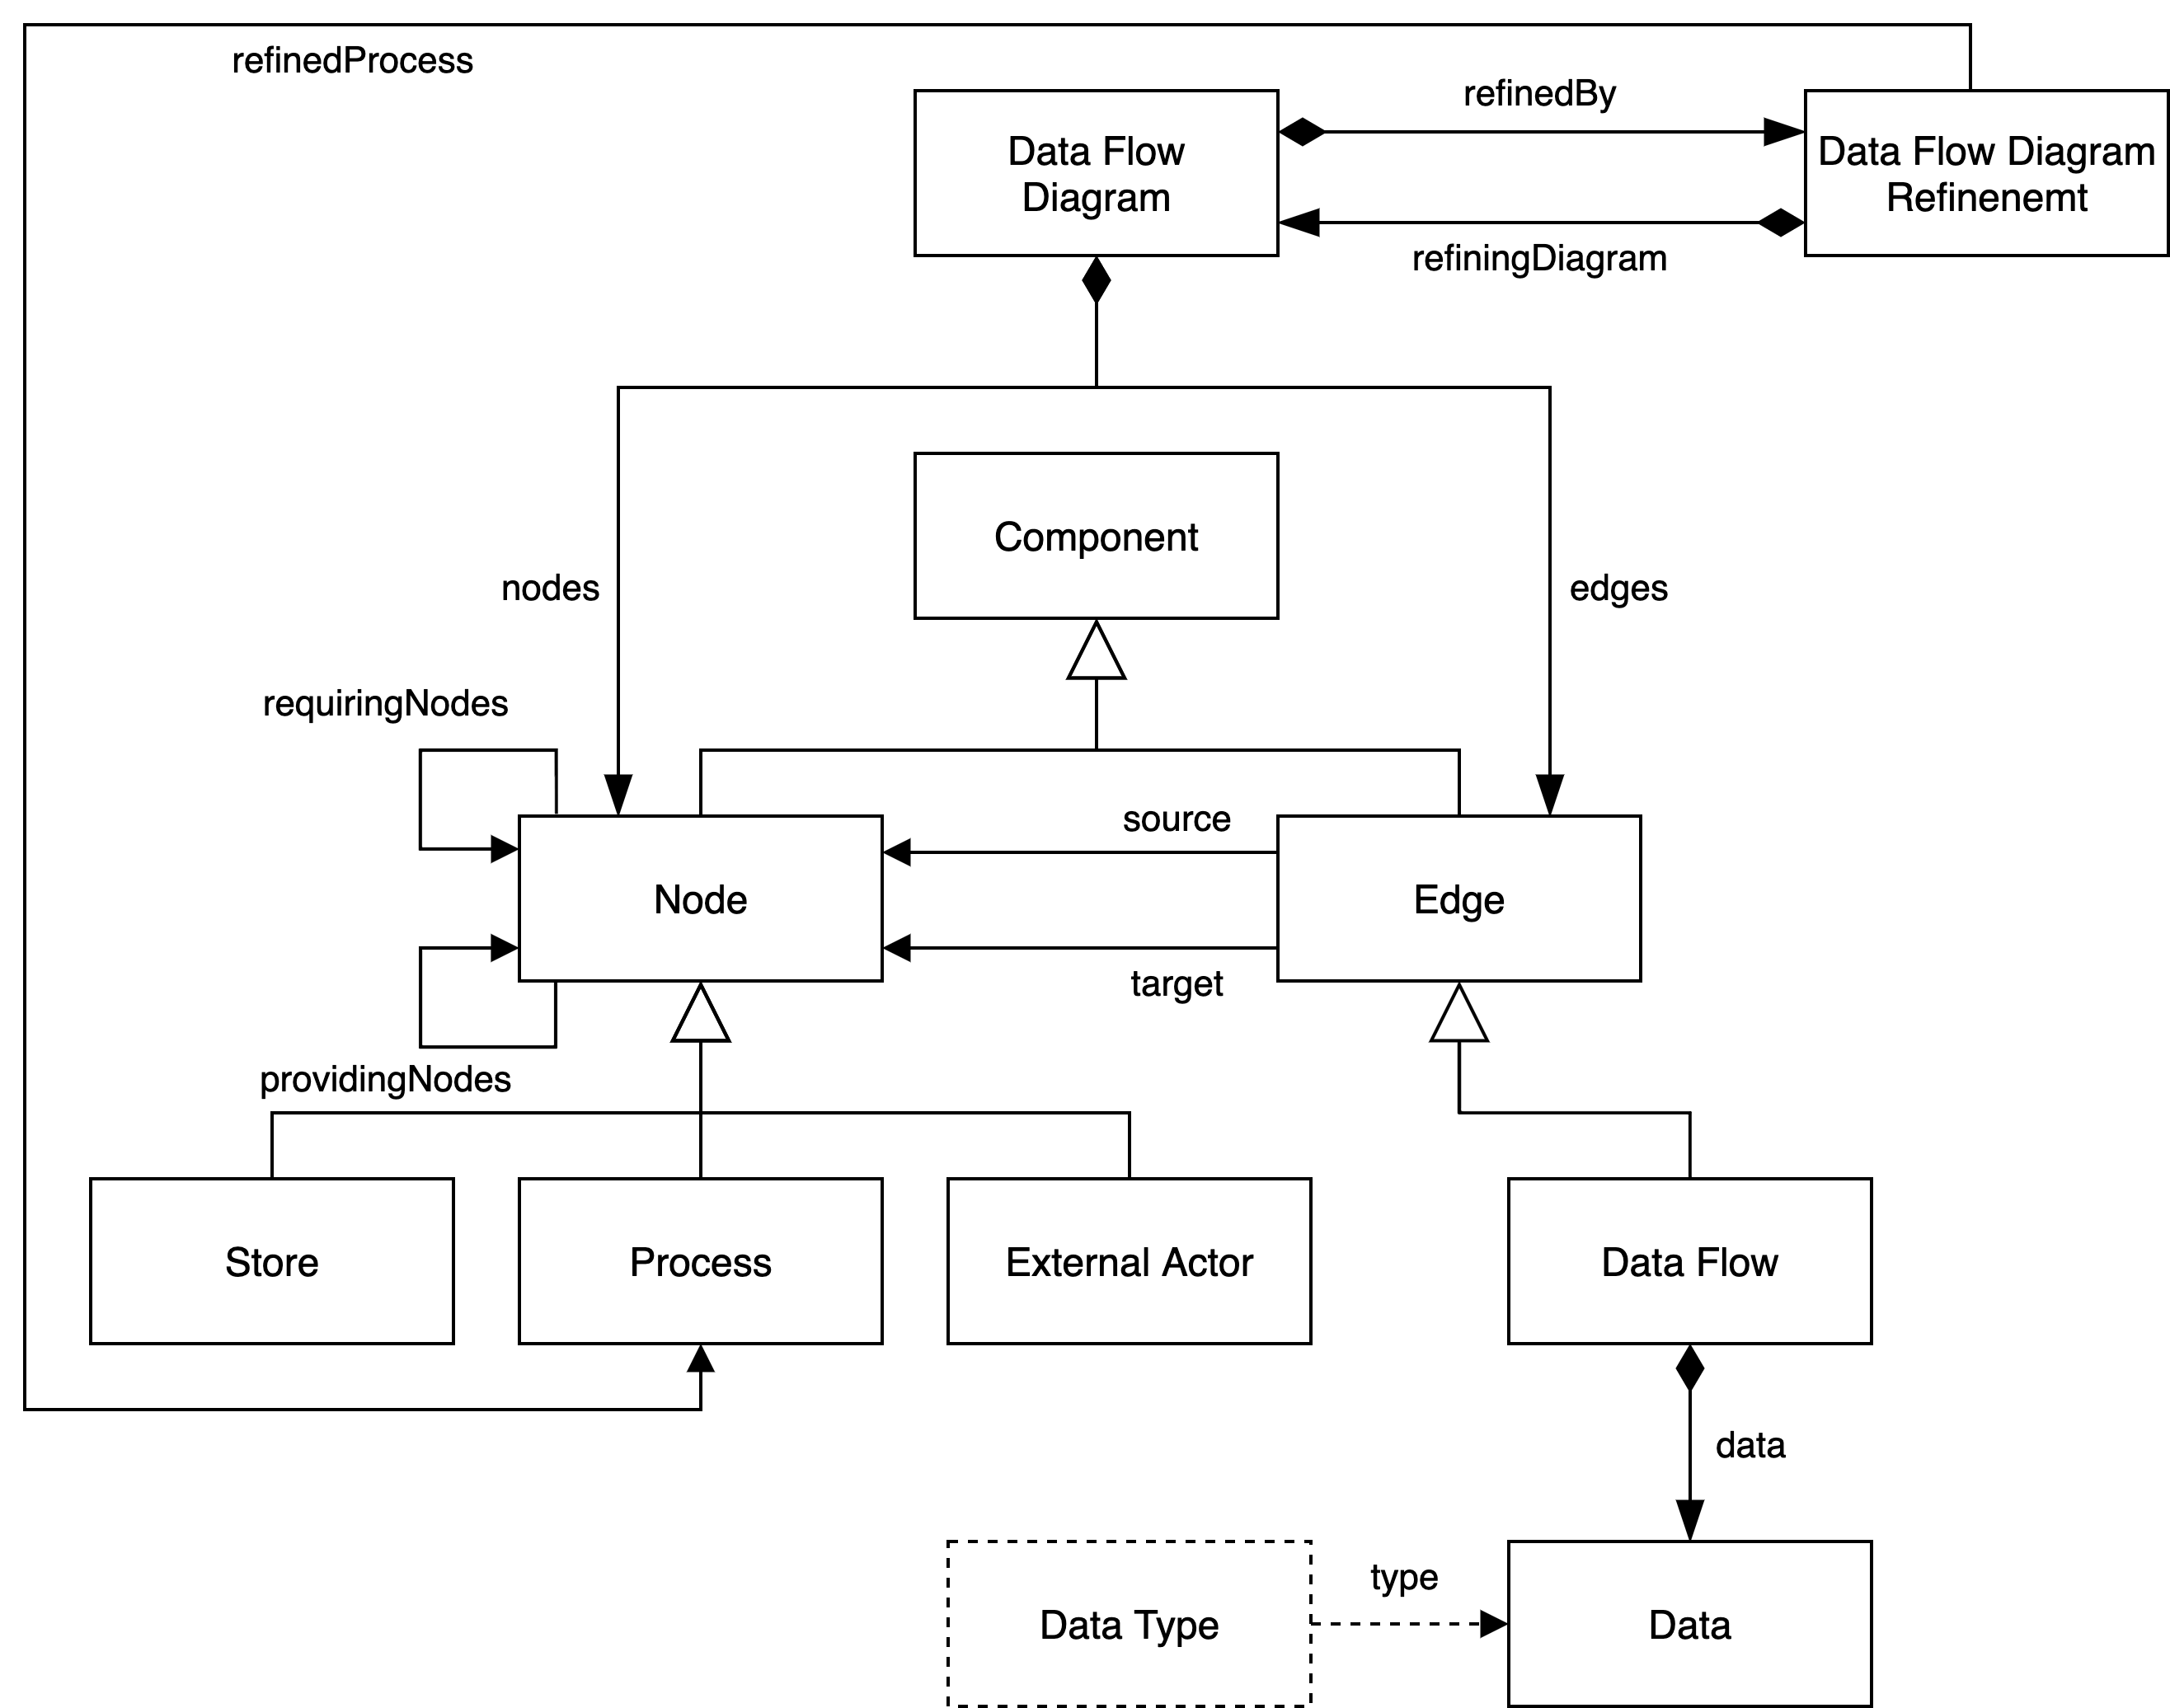 refinedProcess
refinedBy
Data Flow
Diagram
Data Flow Diagram
Refinenemt
refiningDiagram
Component
nodes
edges
requiringNodes
source
Node
Edge
target
providingNodes
Store
Process
External Actor
Data Flow
data
type
Data Type
Data